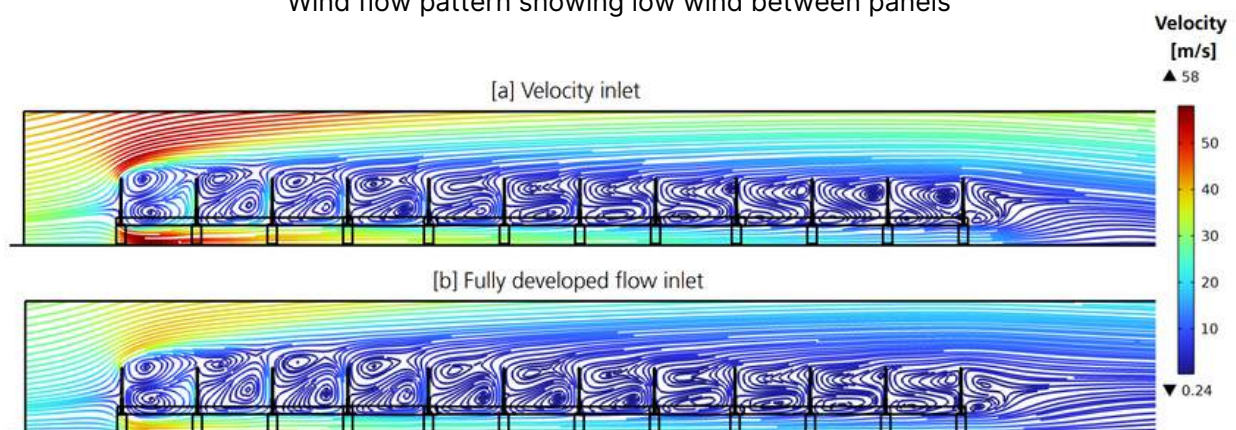 Wind flow pattern showing low wind between panels
Velocity
[m/s]
▲ 58
[a] Velocity inlet
50
40
30
20
10
[b] Fully developed flow inlet
▼ 0.24